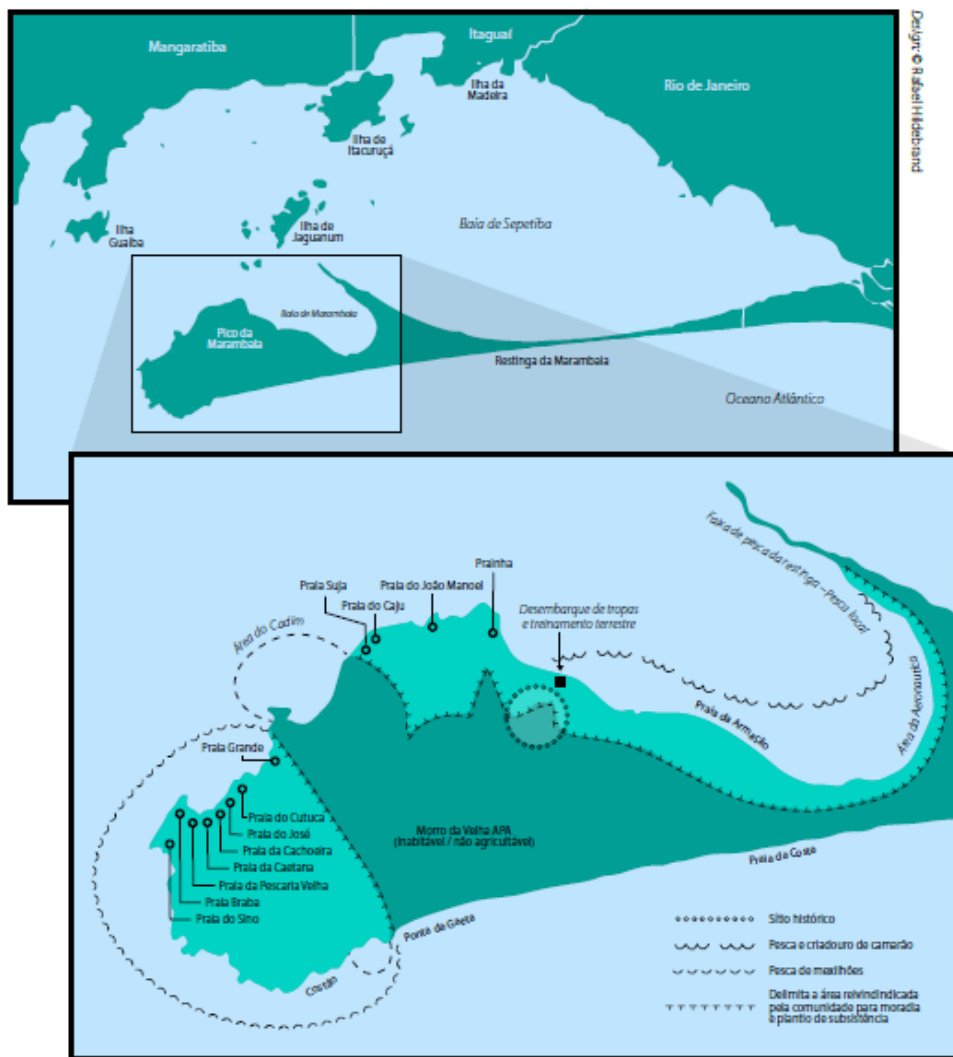 Design: © Rafael Hildebrand
Mangaratiba
Itaguaí
Ilha da
Madeira
Rio de Janeiro
Ilha de
Itacuruçá
Ilha
Guaíba
Ilha de
Jaguanum
Baía de Sepetiba
Baía de Marambaia
Pico da
Marambaia
Restinga da Marambaia
Oceano Atlântico
Faixa de pesca da restinga – Pesca local
Prainha
Praia Suja
Praia do João Manoel
Praia do Caju
Desembarque de tropas
e treinamento terrestre
Área do Cadim
Praia da Armação
Área da Aeronautica
Praia Grande
Praia do Cutuca
Praia do José
Praia da Cachoeira
Praia da Caetana
Praia da Pescaria Velha
Praia Braba
Praia do Sino
Morro da Velha APA
(Inabitável / não agricultável)
Praia da Costa
Ponta da Gaeta
Costão
Sítio histórico
Pesca e criadouro de camarão
Pesca de mexilhões
Delimita a área reivindindicada
pela comunidade para moradia
e plantio de subsistência